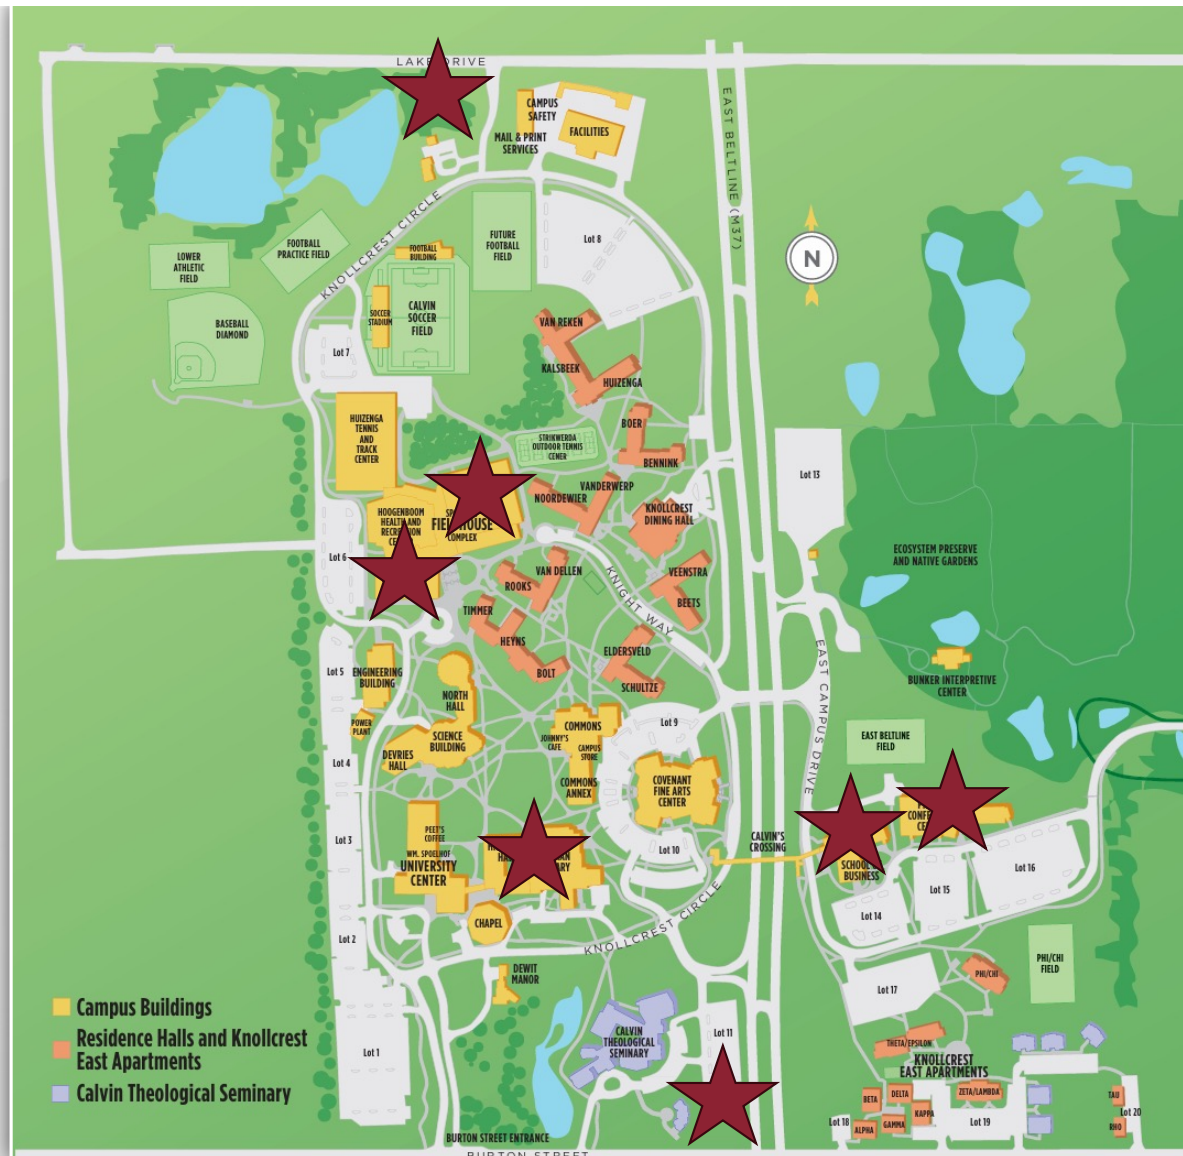 LAKE DRIVE
CAMPUS
SAFETY
FACILITIES
MAIL & PRINT
SERVICES
EAST BELTLINE (M37)
KNOLLCREST CIRCLE
N
FUTURE
FOOTBALL
FIELD
Lot 8
FOOTBALL
PRACTICE FIELD
LOWER
ATHLETIC
FIELD
FOOTBALL
BUILDING
BASEBALL
DIAMOND
SOCCER
STADIUM
CALVIN
SOCCER
FIELD
Lot 7
VAN REKEN
KALSBEEK
HUIZENGA
HUIZENGA
TENNIS
AND
TRACK
CENTER
BOER
BENNINK
STRIKWERDA
OUTDOOR TENNIS
CENER
Lot 13
VANDERWERP
NOORDEWIER
KNOLLCREST
DINING HALL
HOOGENBOOM
HEALTH AND
COMPLEX
Lot 6
ECOSYSTEM PRESERVE
AND NATIVE GARDENS
VAN DELLEN
ROOKS
VEENSTRA
BEETS
KNIGHT WAY
TIMMER
HEYNS
BOLT
ELDERSVELD
SCHULTZE
EAST CAMPUS DRIVE
BUNKER INTERPRETIVE
CENTER
Lot 5
ENGINEERING
BUILDING
NORTH
HALL
POWER
PLANT
SCIENCE
BUILDING
DEVRIES
HALL
COMMONS
JOHNNY'S
CAFE
CAMPUS
STORE
COMMONS
ANNEX
Lot 9
EAST BELTLINE
FIELD
Lot 4
COVENANT
FINE ARTS
CENTER
Lot 3
PEET'S
COFFEE
WM. SPOELHOF
UNIVERSITY
CENTER
Lot 10
CALVIN'S
CROSSING
SCHOOL
BUSINESS
Lot 14
Lot 15
Lot 16
CHAPEL
KNOLLCREST CIRCLE
Lot 2
DEWIT
MANOR
PHI/CHI
PHI/CHI
FIELD
Lot 17
Campus Buildings
Residence Halls and Knollcrest
East Apartments
Calvin Theological Seminary
Lot 1
CALVIN
THEOLOGICAL
SEMINARY
Lot 11
THETA/EPSILON
KNOLLCREST
EAST APARTMENTS
BETA
DELTA
ZETA/LAMBDA
KAPPA
ALPHA
GAMMA
Lot 18
Lot 19
TAU
Lot 20
RHO
BURTON STREET ENTRANCE
BURTON STREET